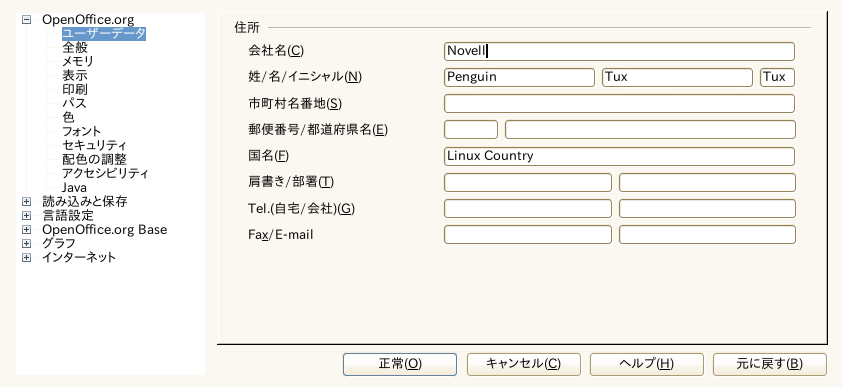 OpenOffice.org
ユーザーデータ
全般
メモリ
表示
印刷
パス
色
フォント
セキュリティ
配色の調整
アクセシビリティ
Java
読み込みと保存
言語設定
OpenOffice.org Base
グラフ
インターネット
住所
会社名(C) Novell
姓/名/イニシャル(N) Penguin Tux Tux
市町村名番地(S)
郵便番号/都道府県名(E)
国名(F) Linux Country
肩書き/部署(T)
Tel.(自宅/会社)(G)
Fax/E-mail
正常(O) キャンセル(C) ヘルプ(H) 元に戻す(B)